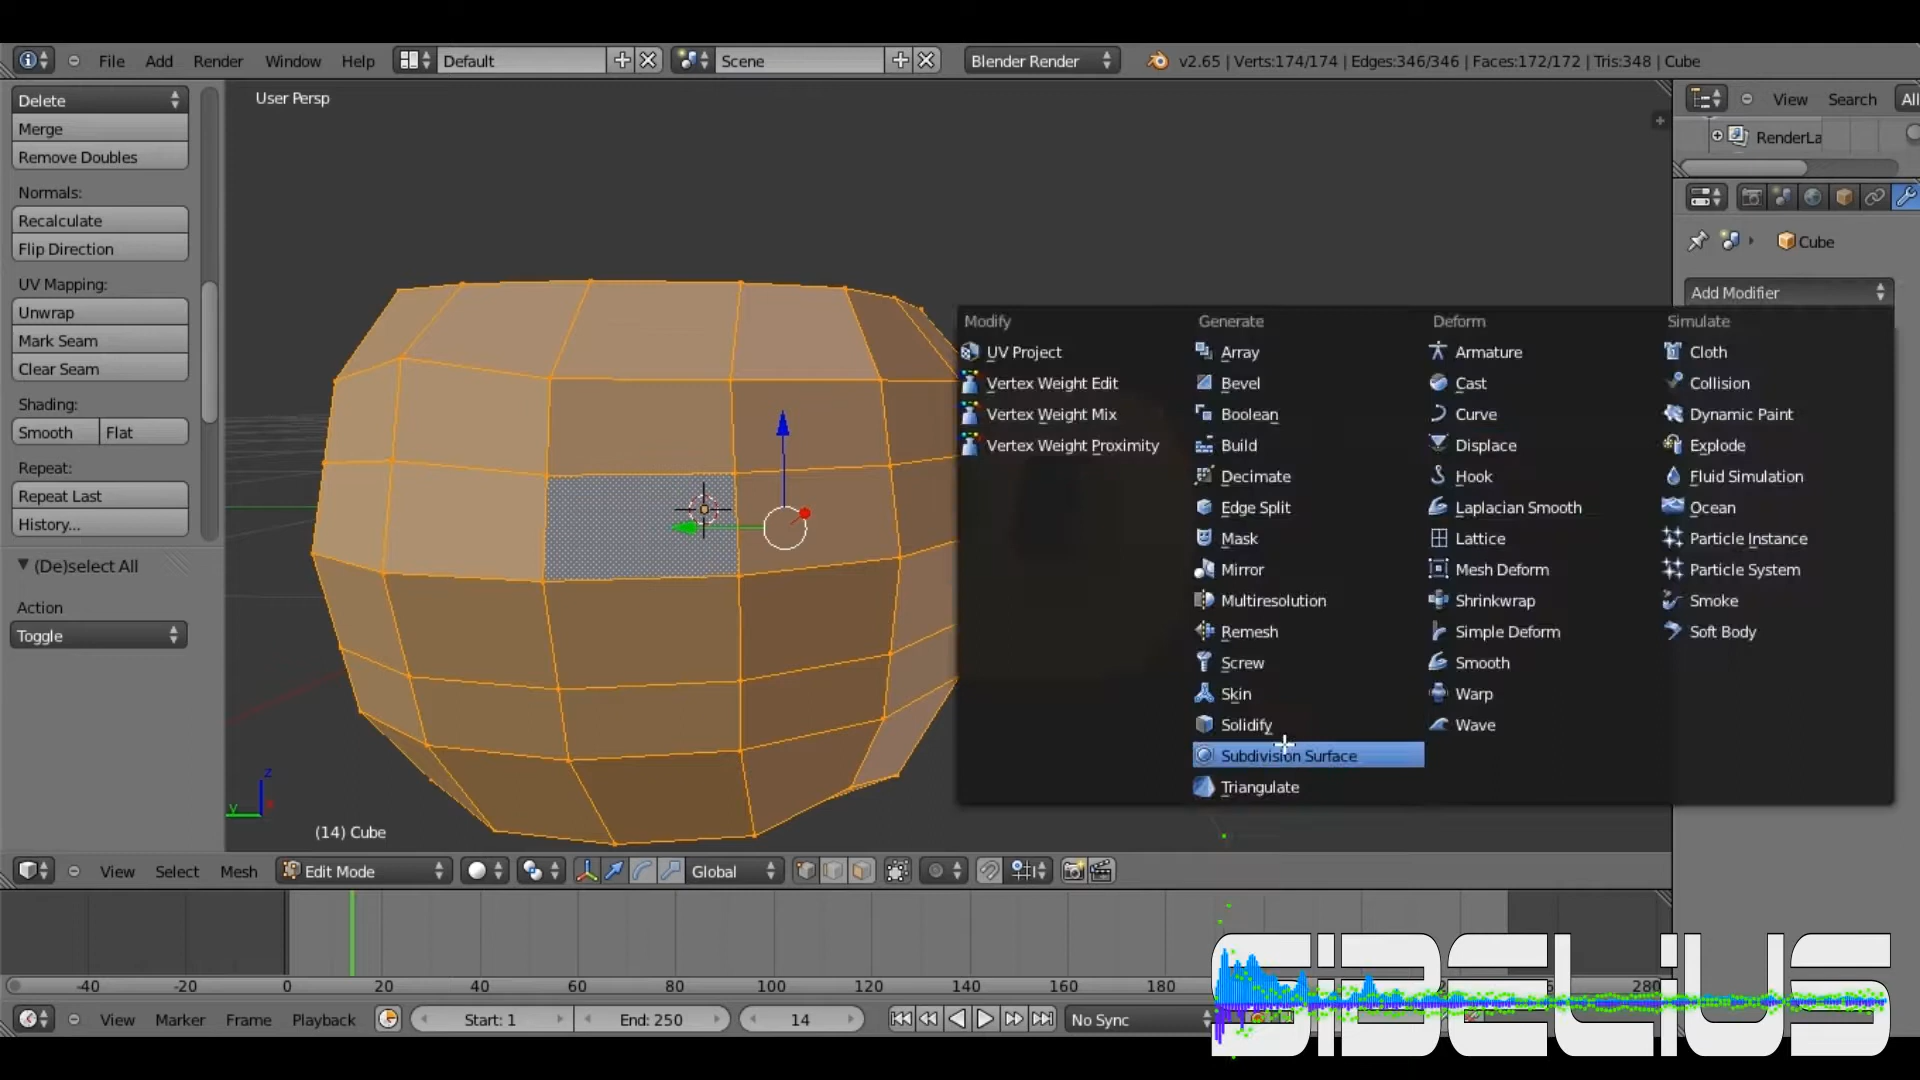 File Add Render Window Help Default Scene Blender Render v2.65 | Verts:174/174 | Edges:346/346 | Faces:172/172 | Tris:348 | Cube
Delete
Merge
Remove Doubles
Normals:
Recalculate
Flip Direction
UV Mapping:
Unwrap
Mark Seam
Clear Seam
Shading:
Smooth Flat
Repeat:
Repeat Last
History...
(De)select All
Action
Toggle
User Persp
(14) Cube
z
y
View Search All
RenderLa
Cube
Add Modifier
Modify
UV Project
Vertex Weight Edit
Vertex Weight Mix
Vertex Weight Proximity
Generate
Array
Bevel
Boolean
Build
Decimate
Edge Split
Mask
Mirror
Multiresolution
Remesh
Screw
Skin
Solidify
Subdivision Surface
Triangulate
Deform
Armature
Cast
Curve
Displace
Hook
Laplacian Smooth
Lattice
Mesh Deform
Shrinkwrap
Simple Deform
Smooth
Warp
Wave
Simulate
Cloth
Collision
Dynamic Paint
Explode
Fluid Simulation
Ocean
Particle Instance
Particle System
Smoke
Soft Body
View Select Mesh Edit Mode Global
-40 -20 0 20 40 60 80 100 120 140 160 180 280
View Marker Frame Playback Start: 1 End: 250 14 No Sync
SiBELiUS